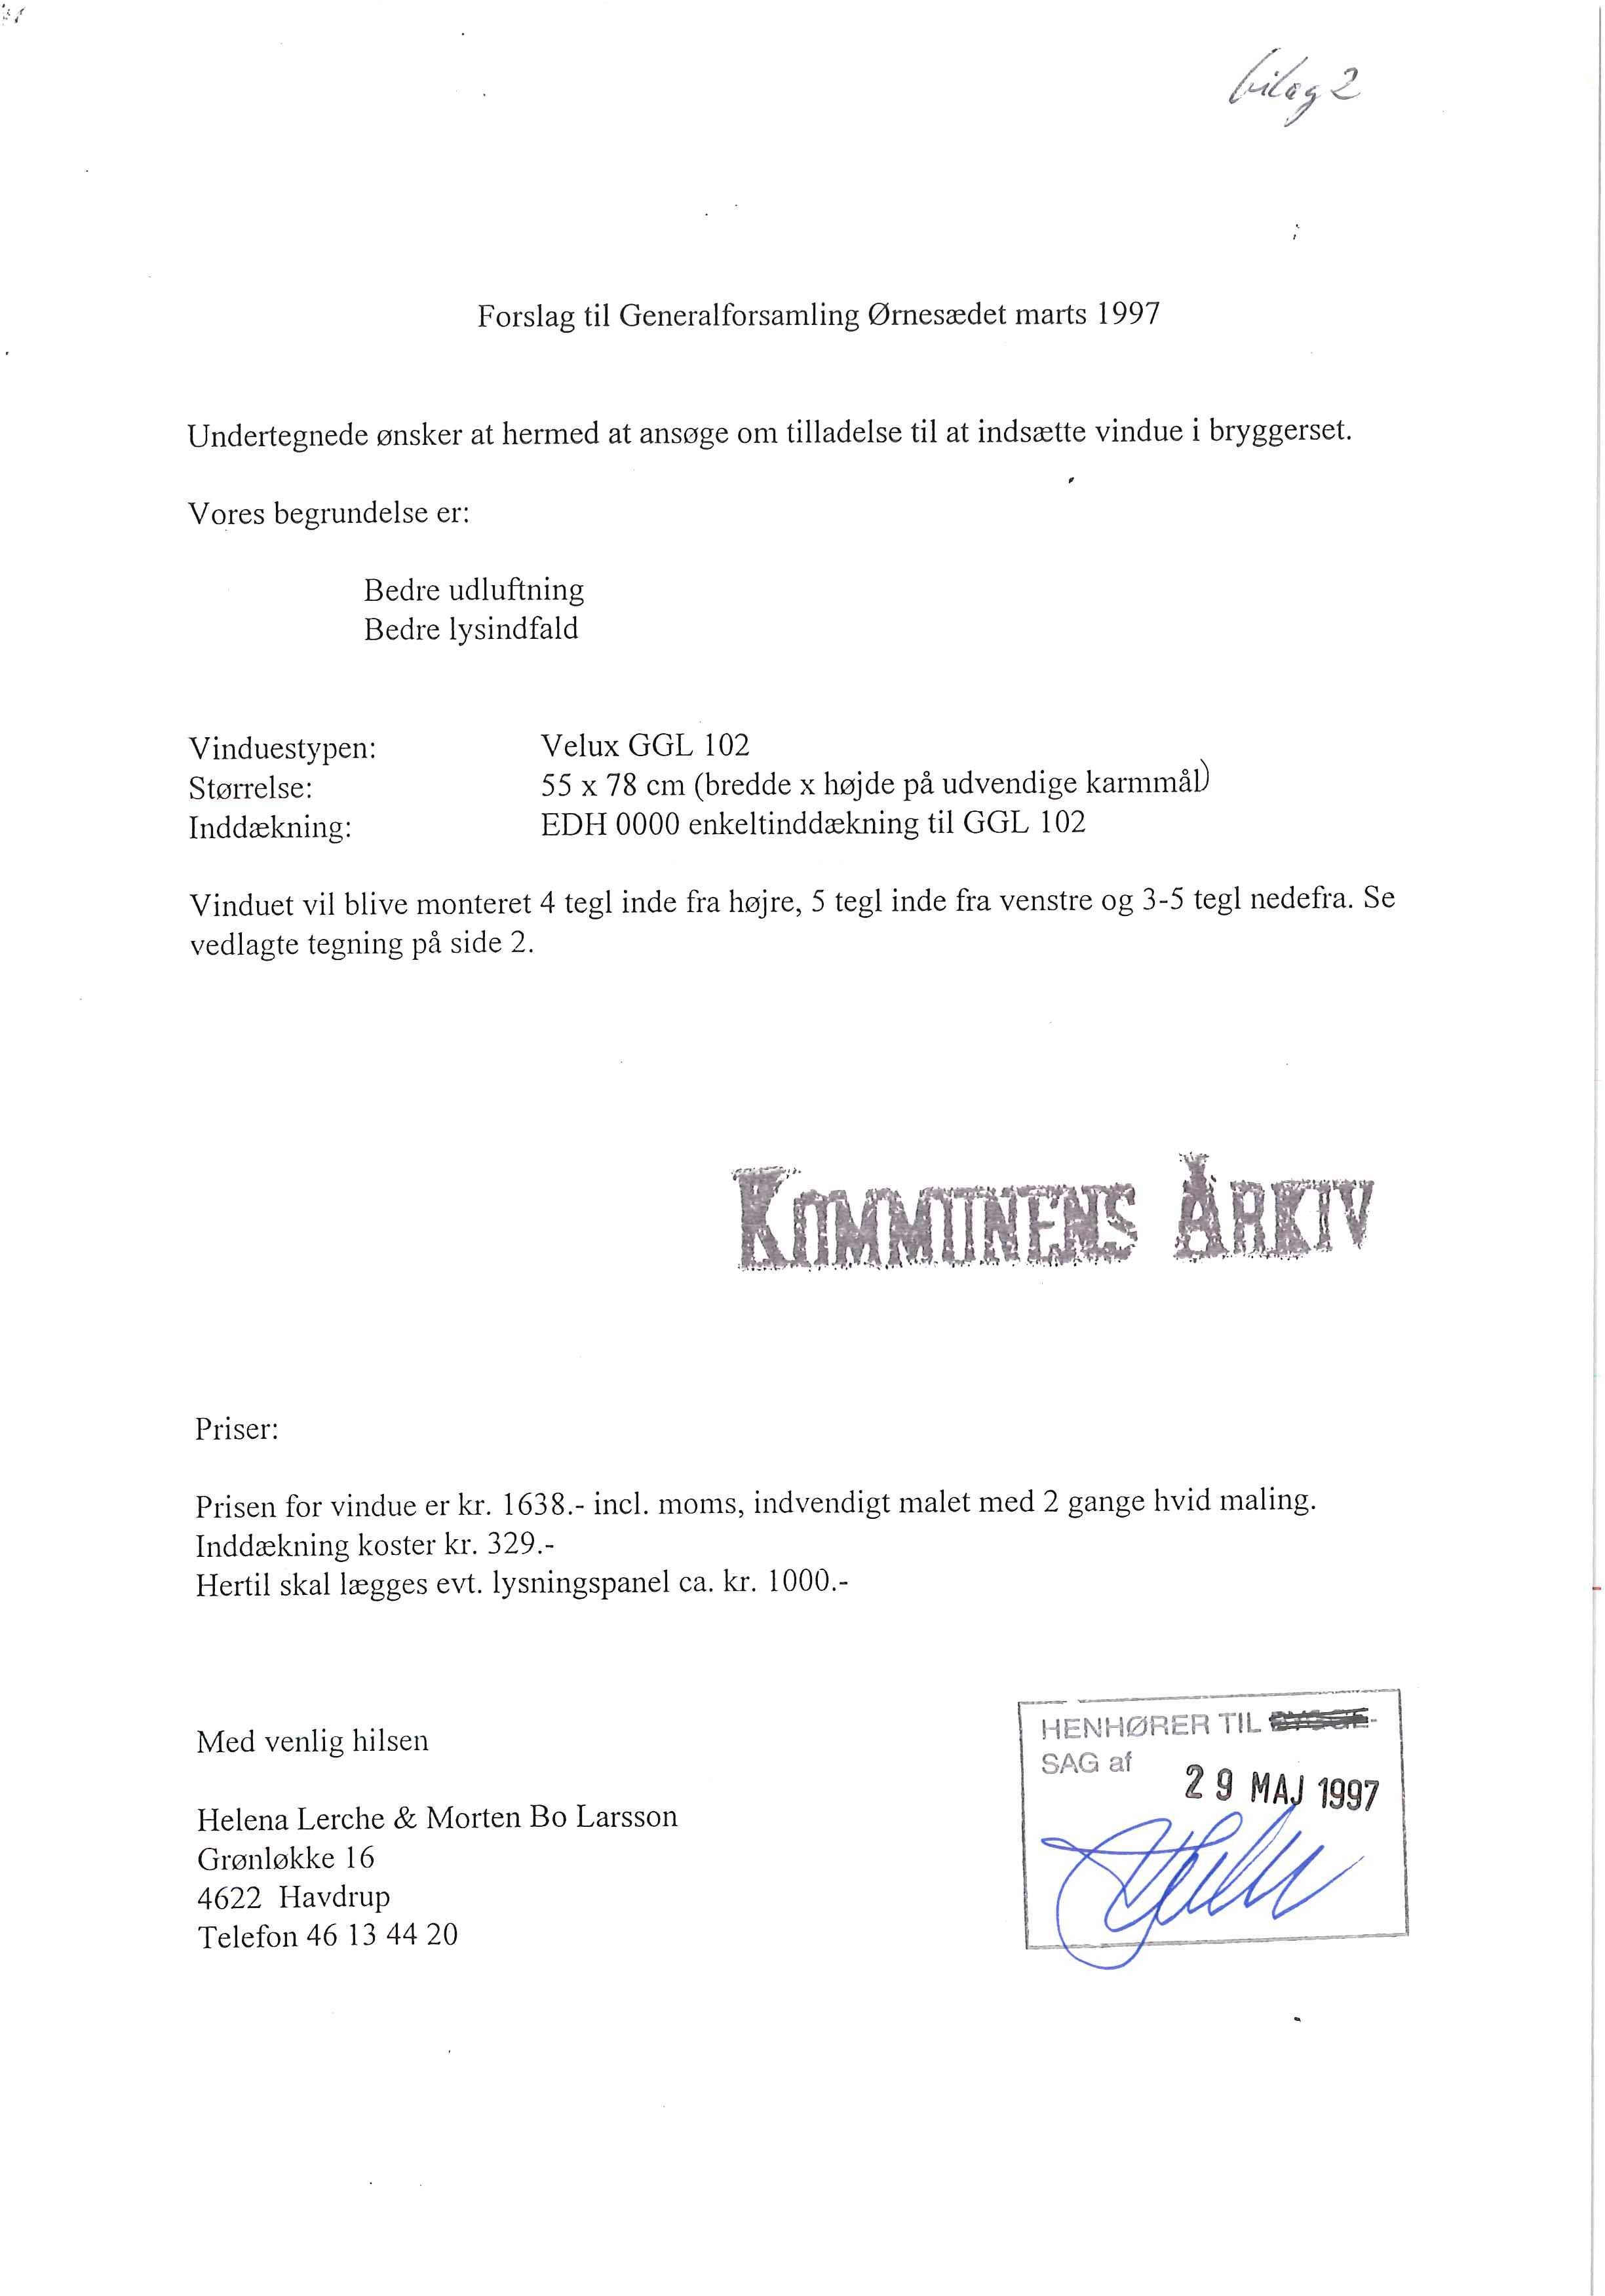 bilag 2
Forslag til Generalforsamling Ørnesædet marts 1997
Undertegnede ønsker at hermed at ansøge om tilladelse til at indsætte vindue i bryggerset.
Vores begrundelse er:
Bedre udluftning
Bedre lysindfald
Vinduestypen: Velux GGL 102
Størrelse: 55 x 78 cm (bredde x højde på udvendige karmmål)
Inddækning: EDH 0000 enkeltinddækning til GGL 102
Vinduet vil blive monteret 4 tegl inde fra højre, 5 tegl inde fra venstre og 3-5 tegl nedefra. Se
vedlagte tegning på side 2.
KOMMUNENS ARKIV
Priser:
Prisen for vindue er kr. 1638.- incl. moms, indvendigt malet med 2 gange hvid maling.
Inddækning koster kr. 329.-
Hertil skal lægges evt. lysningspanel ca. kr. 1000.-
Med venlig hilsen
Helena Lerche & Morten Bo Larsson
Grønløkke 16
4622 Havdrup
Telefon 46 13 44 20
HENHØRER TIL BYGGE-
SAG af
29 MAJ 1997